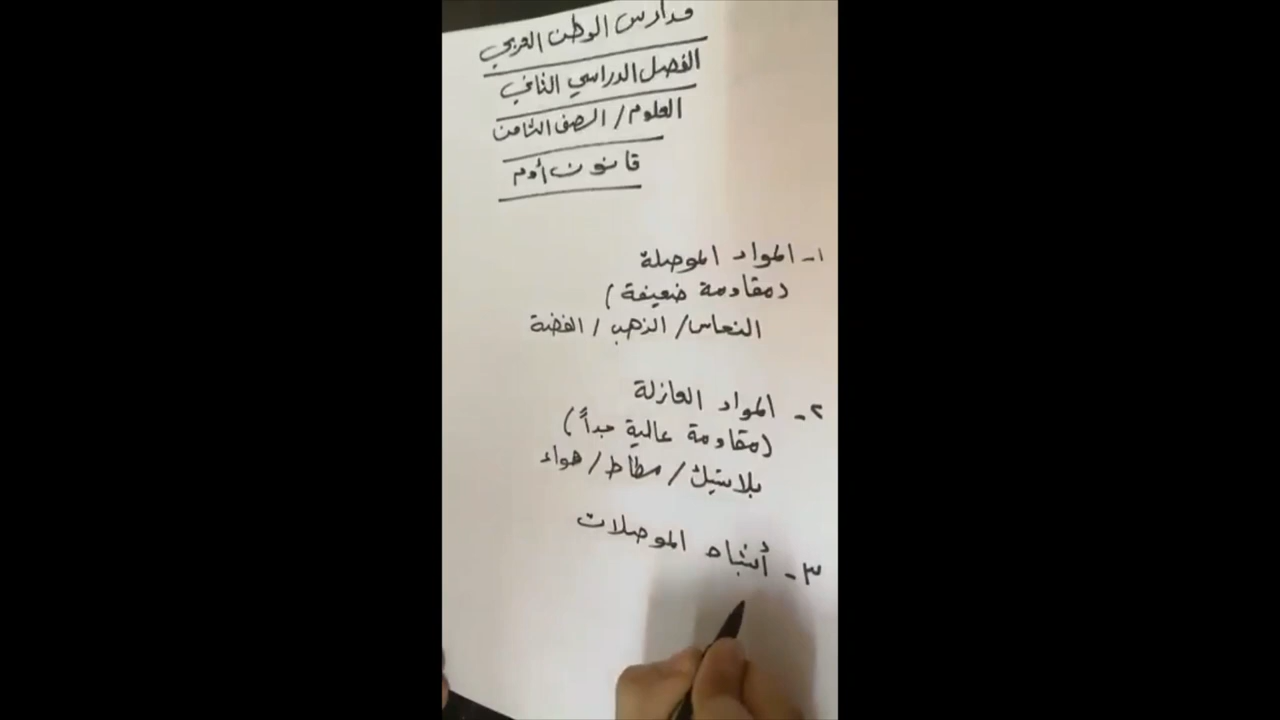 مدارس الوطن العربي
الفصل الدراسي الثاني
العلوم / الصف الثامن
قانون أوم
١- المواد الموصلة
(مقاومة ضعيفة)
النحاس / الذهب / الفضة
٢- المواد العازلة
(مقاومة عالية جداً)
بلاستيك / مطاط / هواء
٣- أشباه الموصلات